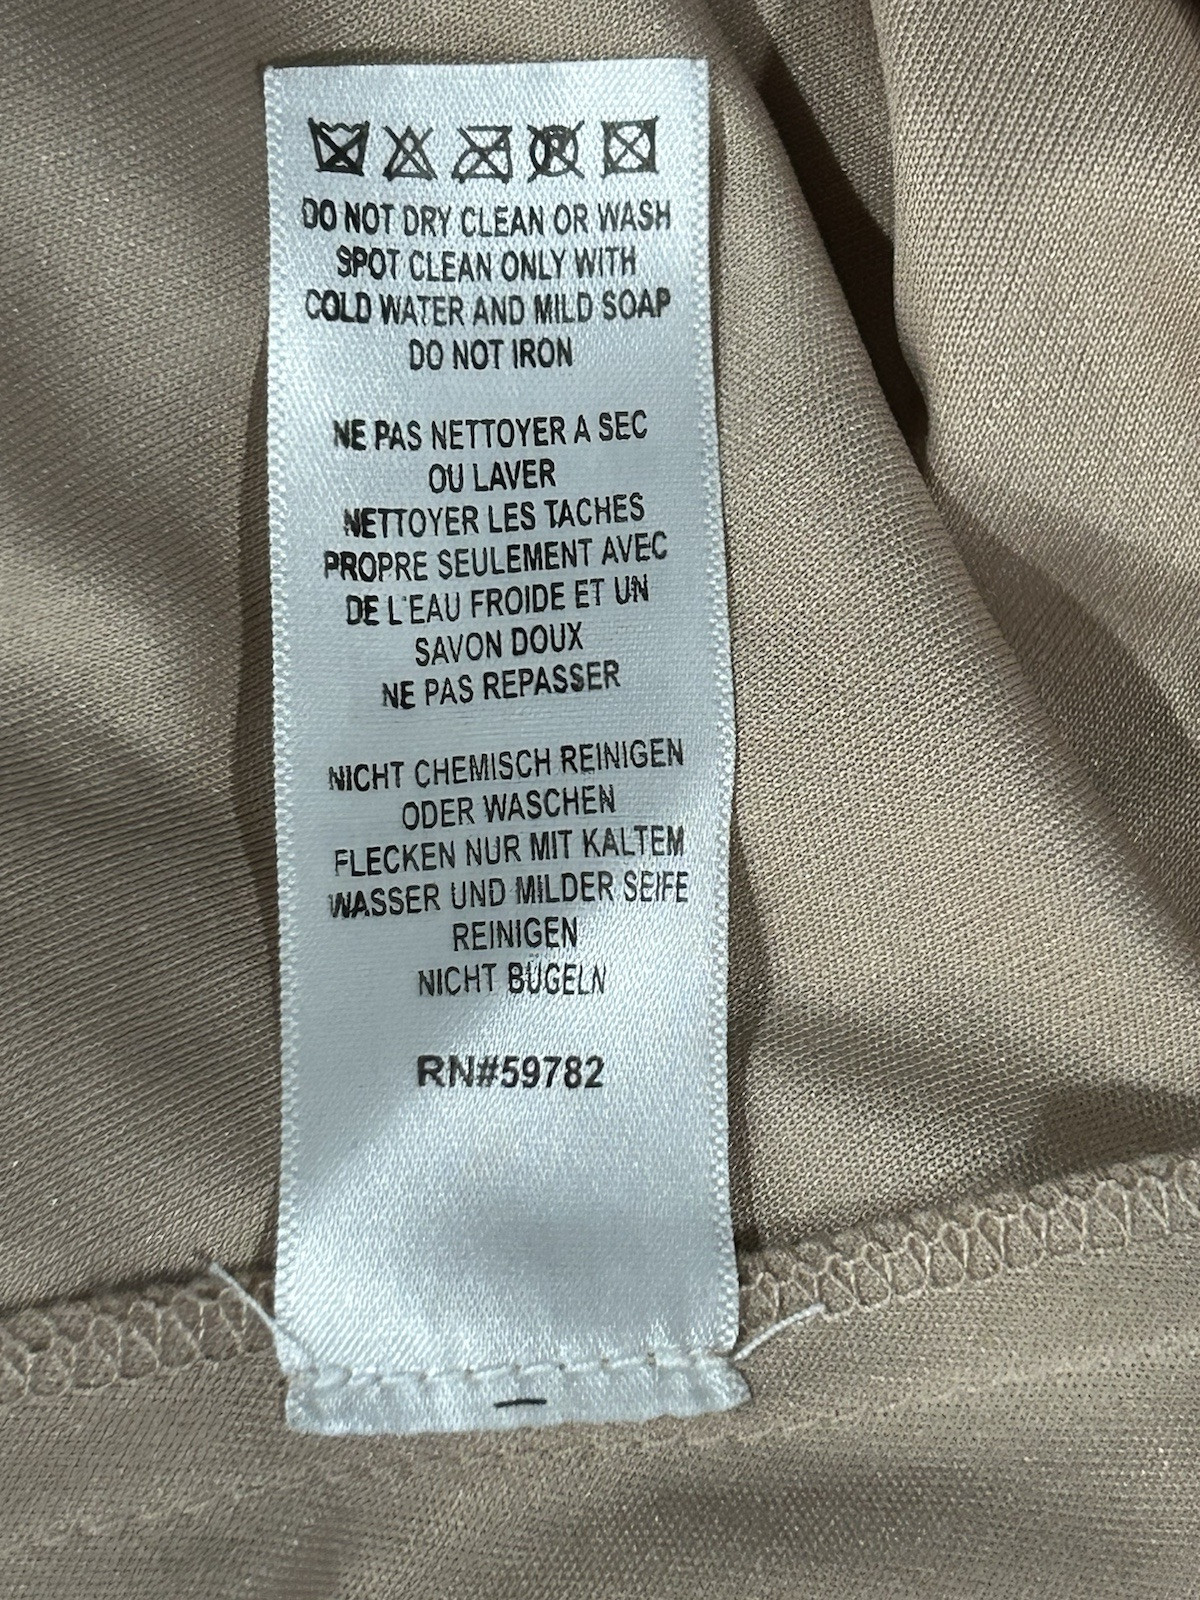 DO NOT DRY CLEAN OR WASH
SPOT CLEAN ONLY WITH
COLD WATER AND MILD SOAP
DO NOT IRON
NE PAS NETTOYER A SEC
OU LAVER
NETTOYER LES TACHES
PROPRE SEULEMENT AVEC
DE L'EAU FROIDE ET UN
SAVON DOUX
NE PAS REPASSER
NICHT CHEMISCH REINIGEN
ODER WASCHEN
FLECKEN NUR MIT KALTEM
WASSER UND MILDER SEIFE
REINIGEN
NICHT BÜGELN
RN#59782